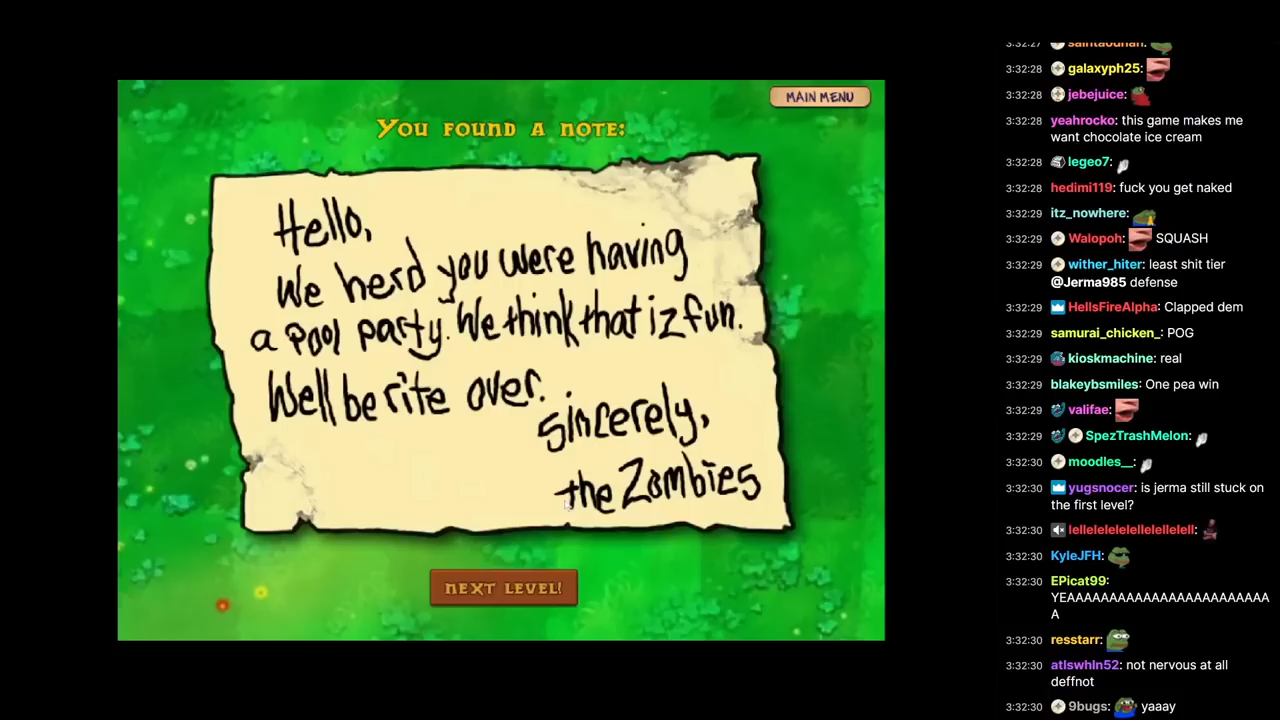 MAIN MENU
YOU FOUND A NOTE:
Hello,
We herd you were having
a pool party. We think that iz fun.
Well be rite over.
sincerely,
the Zombies
NEXT LEVEL!
3:32:27 saintaodhan:
3:32:28 galaxyph25:
3:32:28 jebejuice:
3:32:28 yeahrocko: this game makes me
want chocolate ice cream
3:32:28 legeo7:
3:32:28 hedimi119: fuck you get naked
3:32:29 itz_nowhere:
3:32:29 Walopoh: SQUASH
3:32:29 wither_hiter: least shit tier
@Jerma985 defense
3:32:29 HellsFireAlpha: Clapped dem
3:32:29 samurai_chicken_: POG
3:32:29 kioskmachine: real
3:32:29 blakeybsmiles: One pea win
3:32:29 valifae:
3:32:29 SpezTrashMelon:
3:32:30 moodles__:
3:32:30 yugsnocer: is jerma still stuck on
the first level?
3:32:30 lellelelelelellelellelell:
3:32:30 KyleJFH:
3:32:30 EPicat99:
YEAAAAAAAAAAAAAAAAAAAAAAAA
A
3:32:30 resstarr:
3:32:30 atlswhln52: not nervous at all
deffnot
3:32:30 9bugs: yaaay